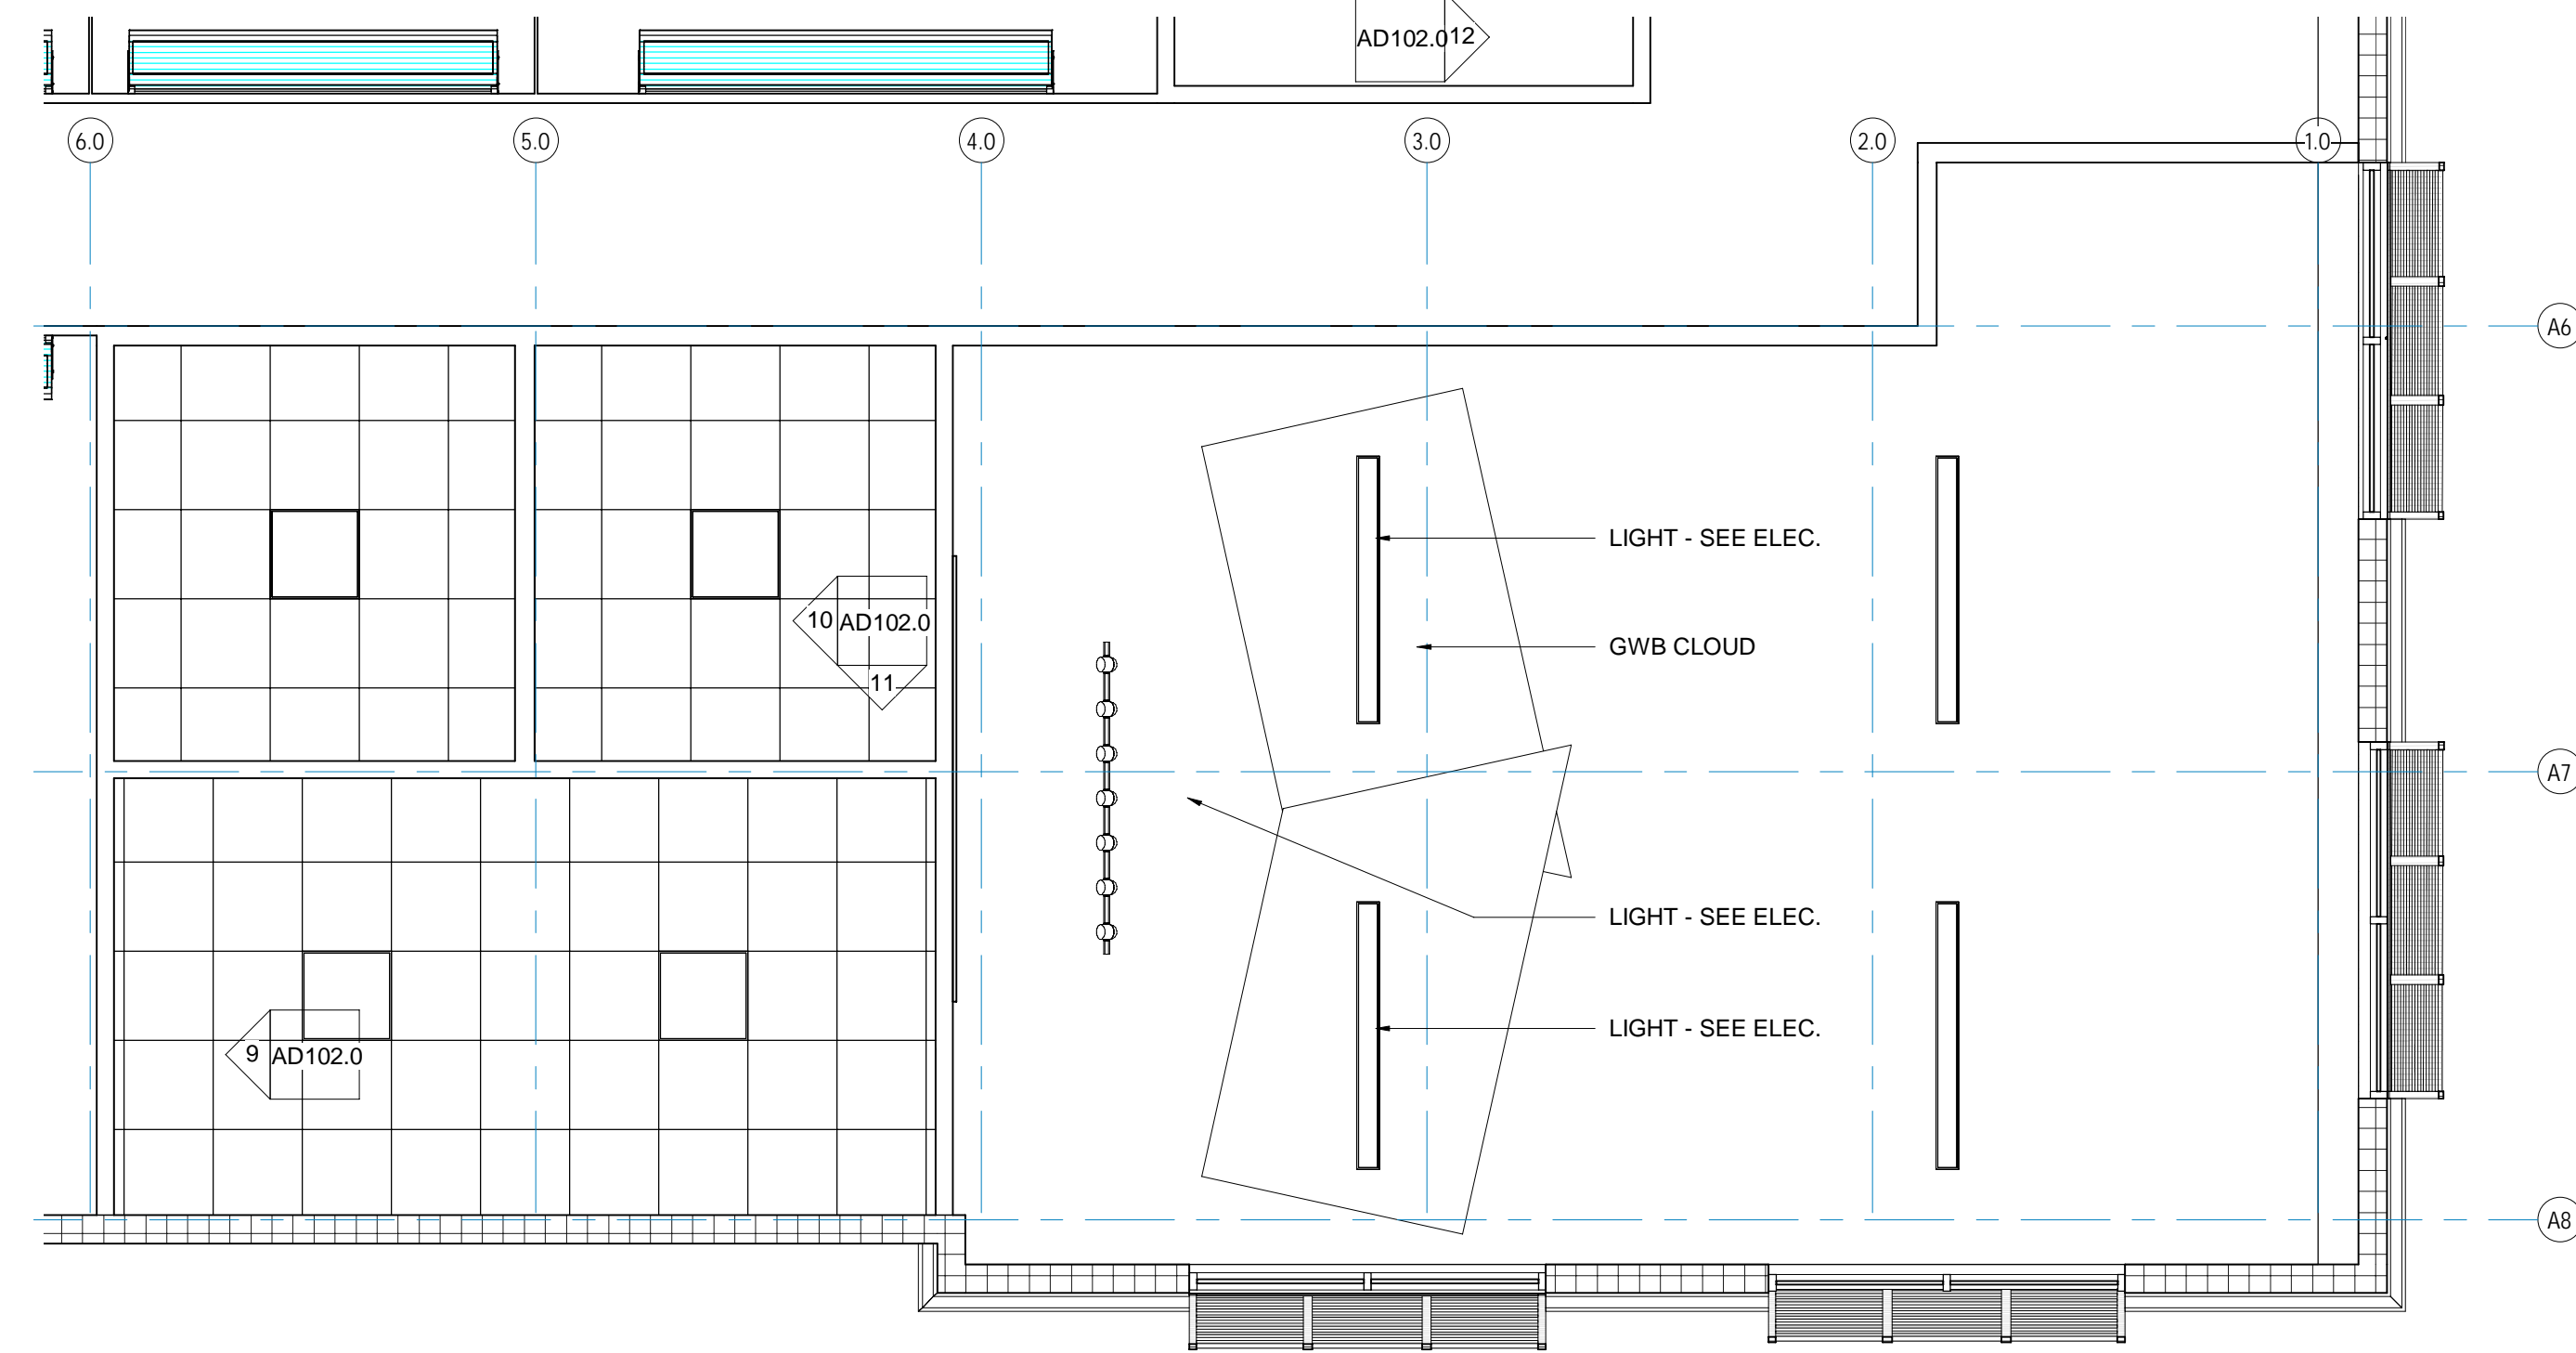 AD102.0 12
6.0
5.0
4.0
3.0
2.0
1.0
A6
LIGHT - SEE ELEC.
10 AD102.0
GWB CLOUD
11
A7
LIGHT - SEE ELEC.
LIGHT - SEE ELEC.
9 AD102.0
A8